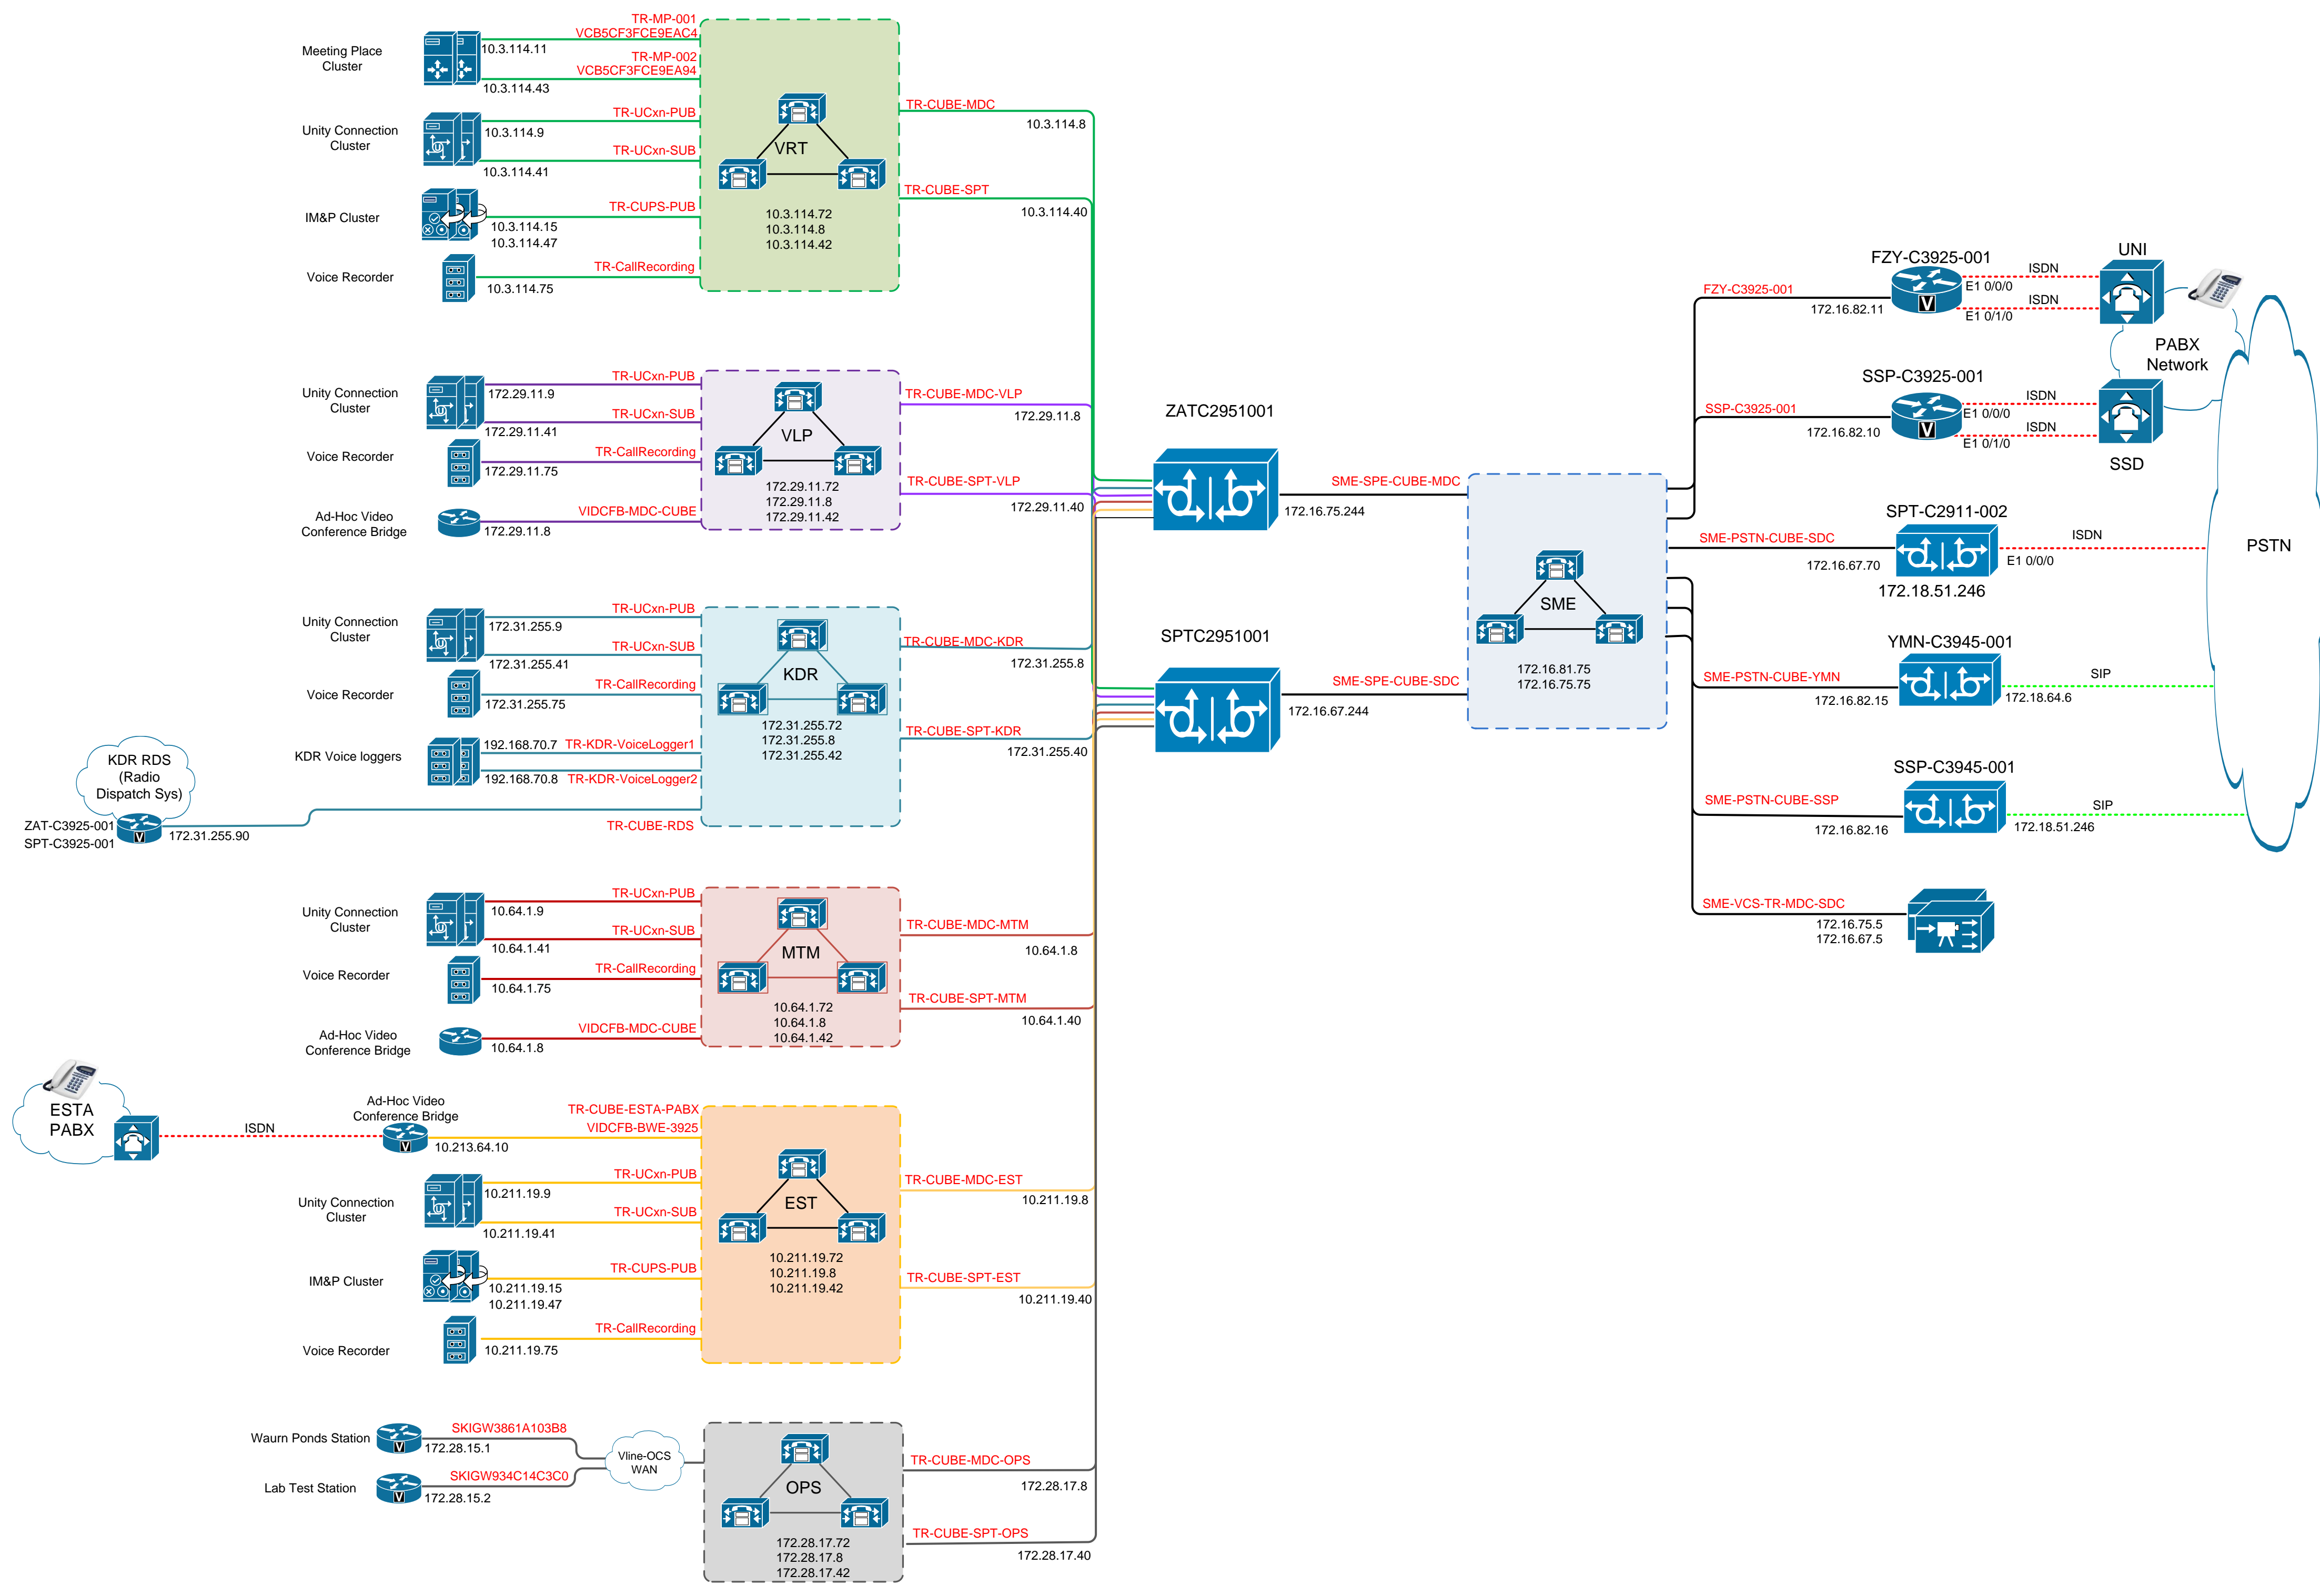 Meeting Place
Cluster
10.3.114.11
10.3.114.43
TR-MP-001
VCB5CF3FCE9EAC4
TR-MP-002
VCB5CF3FCE9EA94
Unity Connection
Cluster
10.3.114.9
10.3.114.41
TR-UCxn-PUB
TR-UCxn-SUB
IM&P Cluster
10.3.114.15
10.3.114.47
TR-CUPS-PUB
Voice Recorder
10.3.114.75
TR-CallRecording
VRT
10.3.114.72
10.3.114.8
10.3.114.42
TR-CUBE-MDC
10.3.114.8
TR-CUBE-SPT
10.3.114.40
Unity Connection
Cluster
172.29.11.9
172.29.11.41
TR-UCxn-PUB
TR-UCxn-SUB
Voice Recorder
172.29.11.75
TR-CallRecording
Ad-Hoc Video
Conference Bridge
172.29.11.8
VIDCFB-MDC-CUBE
VLP
172.29.11.72
172.29.11.8
172.29.11.42
TR-CUBE-MDC-VLP
172.29.11.8
TR-CUBE-SPT-VLP
172.29.11.40
Unity Connection
Cluster
172.31.255.9
172.31.255.41
TR-UCxn-PUB
TR-UCxn-SUB
Voice Recorder
172.31.255.75
TR-CallRecording
KDR Voice loggers
192.168.70.7
TR-KDR-VoiceLogger1
192.168.70.8
TR-KDR-VoiceLogger2
KDR RDS
(Radio
Dispatch Sys)
ZAT-C3925-001
SPT-C3925-001
V
172.31.255.90
TR-CUBE-RDS
KDR
172.31.255.72
172.31.255.8
172.31.255.42
TR-CUBE-MDC-KDR
172.31.255.8
TR-CUBE-SPT-KDR
172.31.255.40
Unity Connection
Cluster
10.64.1.9
10.64.1.41
TR-UCxn-PUB
TR-UCxn-SUB
Voice Recorder
10.64.1.75
TR-CallRecording
Ad-Hoc Video
Conference Bridge
10.64.1.8
VIDCFB-MDC-CUBE
MTM
10.64.1.72
10.64.1.8
10.64.1.42
TR-CUBE-MDC-MTM
10.64.1.8
TR-CUBE-SPT-MTM
10.64.1.40
ESTA
PABX
ISDN
Ad-Hoc Video
Conference Bridge
V
10.213.64.10
TR-CUBE-ESTA-PABX
VIDCFB-BWE-3925
Unity Connection
Cluster
10.211.19.9
10.211.19.41
TR-UCxn-PUB
TR-UCxn-SUB
IM&P Cluster
10.211.19.15
10.211.19.47
TR-CUPS-PUB
Voice Recorder
10.211.19.75
TR-CallRecording
EST
10.211.19.72
10.211.19.8
10.211.19.42
TR-CUBE-MDC-EST
10.211.19.8
TR-CUBE-SPT-EST
10.211.19.40
Waurn Ponds Station
V
172.28.15.1
SKIGW3861A103B8
Lab Test Station
V
172.28.15.2
SKIGW934C14C3C0
Vline-OCS
WAN
OPS
172.28.17.72
172.28.17.8
172.28.17.42
TR-CUBE-MDC-OPS
172.28.17.8
TR-CUBE-SPT-OPS
172.28.17.40
ZATC2951001
SPTC2951001
SME-SPE-CUBE-MDC
172.16.75.244
SME-SPE-CUBE-SDC
172.16.67.244
SME
172.16.81.75
172.16.75.75
FZY-C3925-001
FZY-C3925-001
172.16.82.11
V
ISDN
E1 0/0/0
ISDN
E1 0/1/0
UNI
SSP-C3925-001
SSP-C3925-001
172.16.82.10
V
ISDN
E1 0/0/0
ISDN
E1 0/1/0
SSD
PABX
Network
SPT-C2911-002
SME-PSTN-CUBE-SDC
172.16.67.70
172.18.51.246
ISDN
E1 0/0/0
PSTN
YMN-C3945-001
SME-PSTN-CUBE-YMN
172.16.82.15
SIP
172.18.64.6
SSP-C3945-001
SME-PSTN-CUBE-SSP
172.16.82.16
SIP
172.18.51.246
SME-VCS-TR-MDC-SDC
172.16.75.5
172.16.67.5